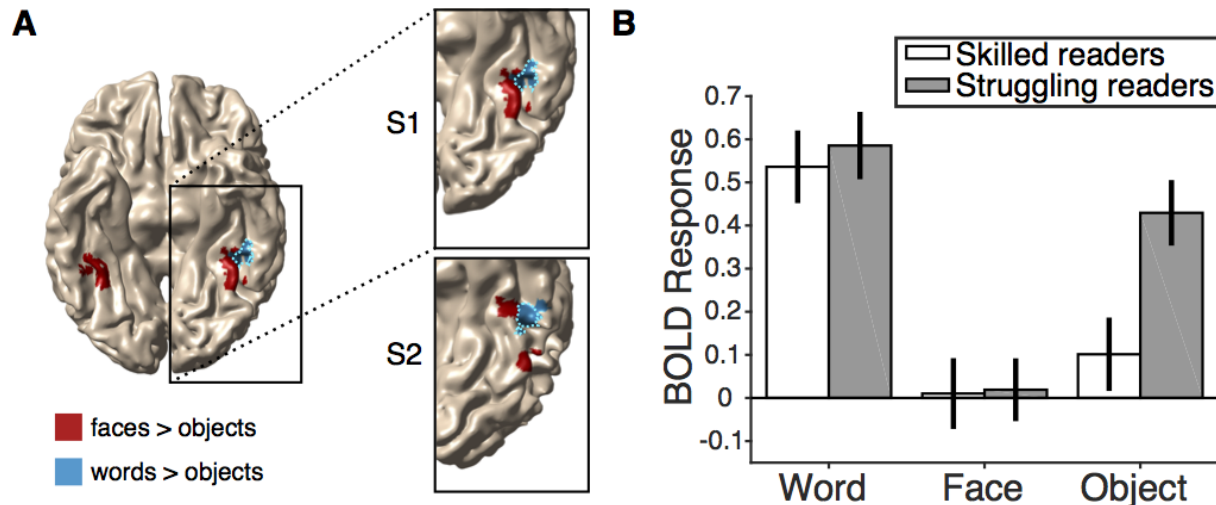 A
S1
S2
faces > objects
words > objects
B
Skilled readers
Struggling readers
BOLD Response
0.7
0.6
0.5
0.4
0.3
0.2
0.1
0
-0.1
Word Face Object